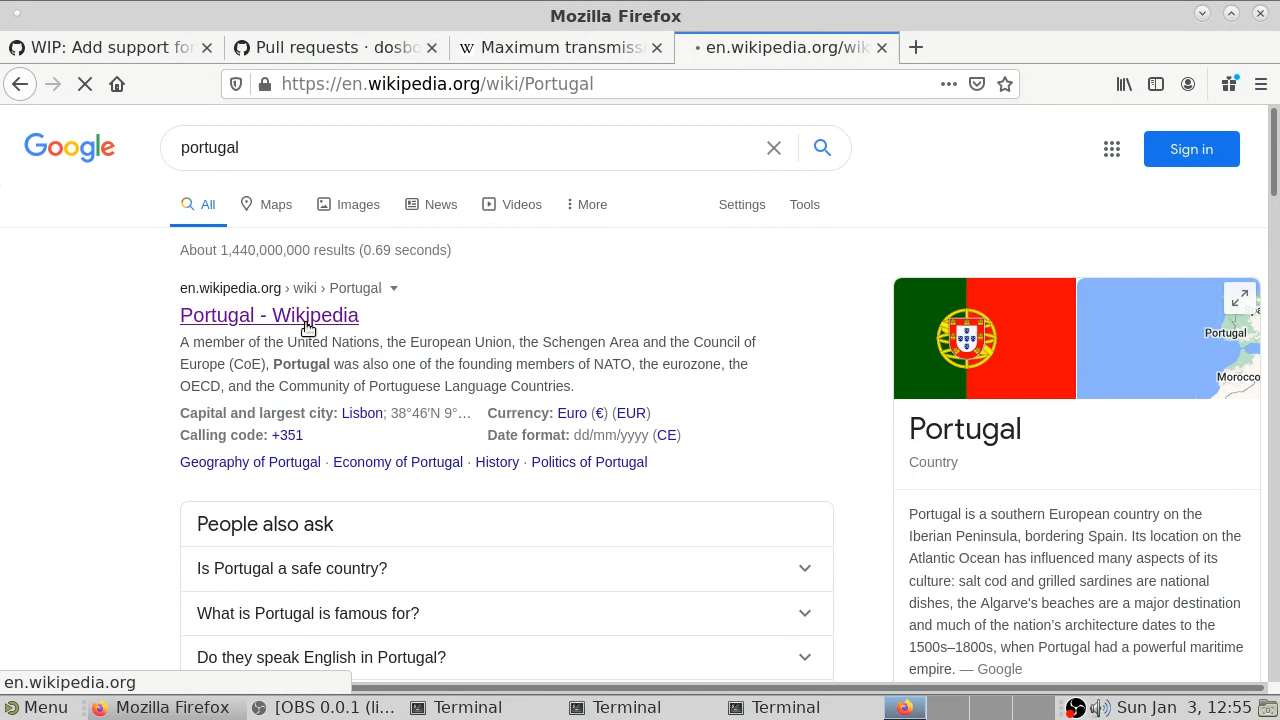 Mozilla Firefox
WIP: Add support for
Pull requests · dosbo
W Maximum transmiss
• en.wikipedia.org/wik
https://en.wikipedia.org/wiki/Portugal
Google
portugal
Sign in
All
Maps
Images
News
Videos
More
Settings
Tools
About 1,440,000,000 results (0.69 seconds)
en.wikipedia.org › wiki › Portugal
Portugal - Wikipedia
A member of the United Nations, the European Union, the Schengen Area and the Council of
Europe (CoE), Portugal was also one of the founding members of NATO, the eurozone, the
OECD, and the Community of Portuguese Language Countries.
Capital and largest city: Lisbon; 38°46′N 9°...
Currency: Euro (€) (EUR)
Calling code: +351
Date format: dd/mm/yyyy (CE)
Geography of Portugal · Economy of Portugal · History · Politics of Portugal
People also ask
Is Portugal a safe country?
What is Portugal is famous for?
Do they speak English in Portugal?
Portugal
Morocco
Portugal
Country
Portugal is a southern European country on the
Iberian Peninsula, bordering Spain. Its location on the
Atlantic Ocean has influenced many aspects of its
culture: salt cod and grilled sardines are national
dishes, the Algarve's beaches are a major destination
and much of the nation's architecture dates to the
1500s–1800s, when Portugal had a powerful maritime
empire. — Google
en.wikipedia.org
Menu
Mozilla Firefox
[OBS 0.0.1 (li...
Terminal
Terminal
Terminal
Sun Jan 3, 12:55